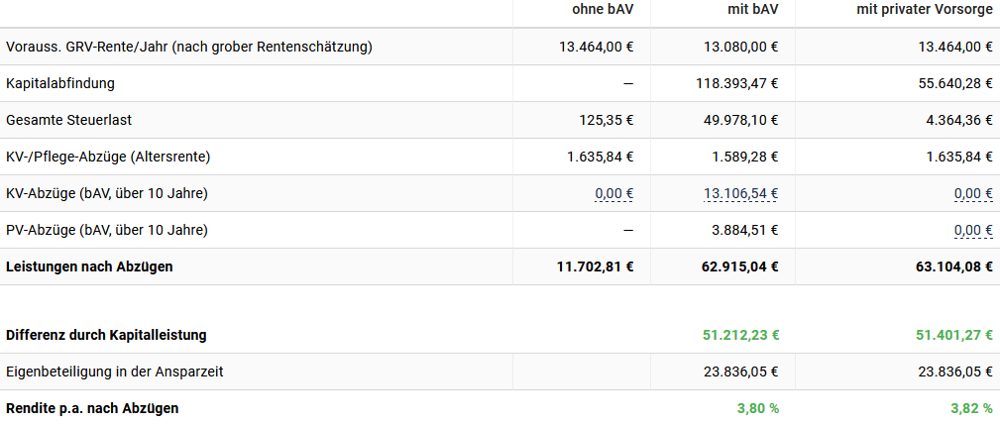 ohne bAV mit bAV mit privater Vorsorge
Vorauss. GRV-Rente/Jahr (nach grober Rentenschätzung) 13.464,00 € 13.080,00 € 13.464,00 €
Kapitalabfindung — 118.393,47 € 55.640,28 €
Gesamte Steuerlast 125,35 € 49.978,10 € 4.364,36 €
KV-/Pflege-Abzüge (Altersrente) 1.635,84 € 1.589,28 € 1.635,84 €
KV-Abzüge (bAV, über 10 Jahre) 0,00 € 13.106,54 € 0,00 €
PV-Abzüge (bAV, über 10 Jahre) — 3.884,51 € 0,00 €
Leistungen nach Abzügen 11.702,81 € 62.915,04 € 63.104,08 €
Differenz durch Kapitalleistung 51.212,23 € 51.401,27 €
Eigenbeteiligung in der Ansparzeit 23.836,05 € 23.836,05 €
Rendite p.a. nach Abzügen 3,80 % 3,82 %